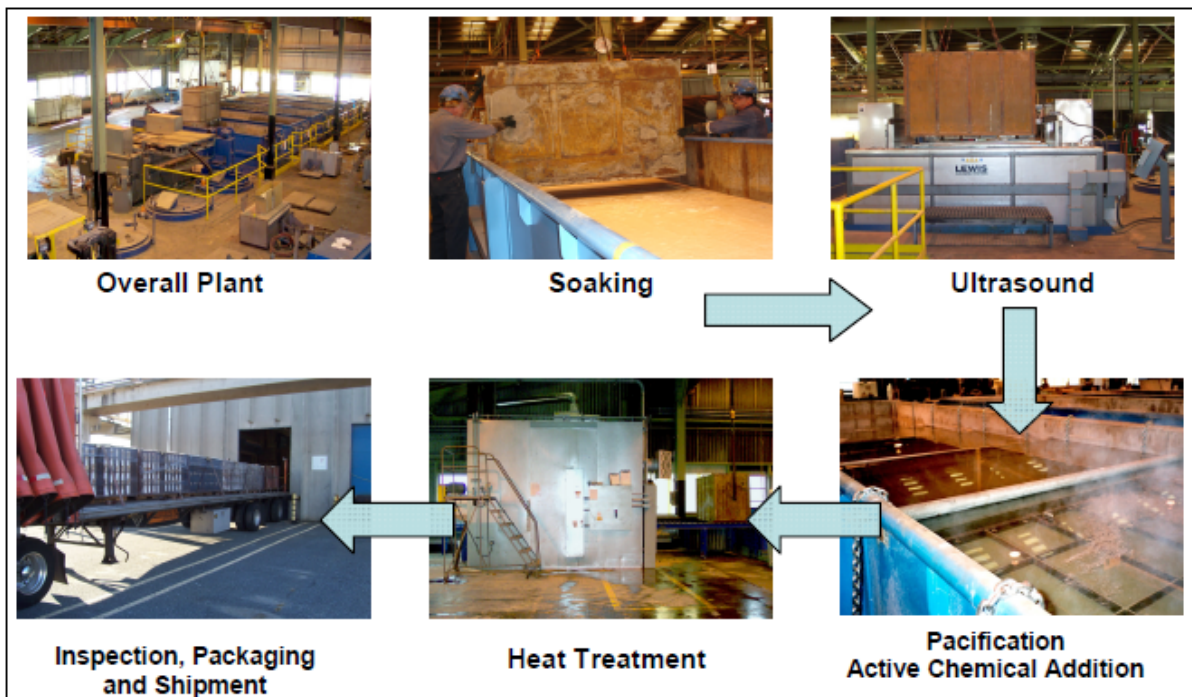 Overall Plant
Soaking
Ultrasound
LEWIS
Inspection, Packaging
and Shipment
Heat Treatment
Pacification
Active Chemical Addition